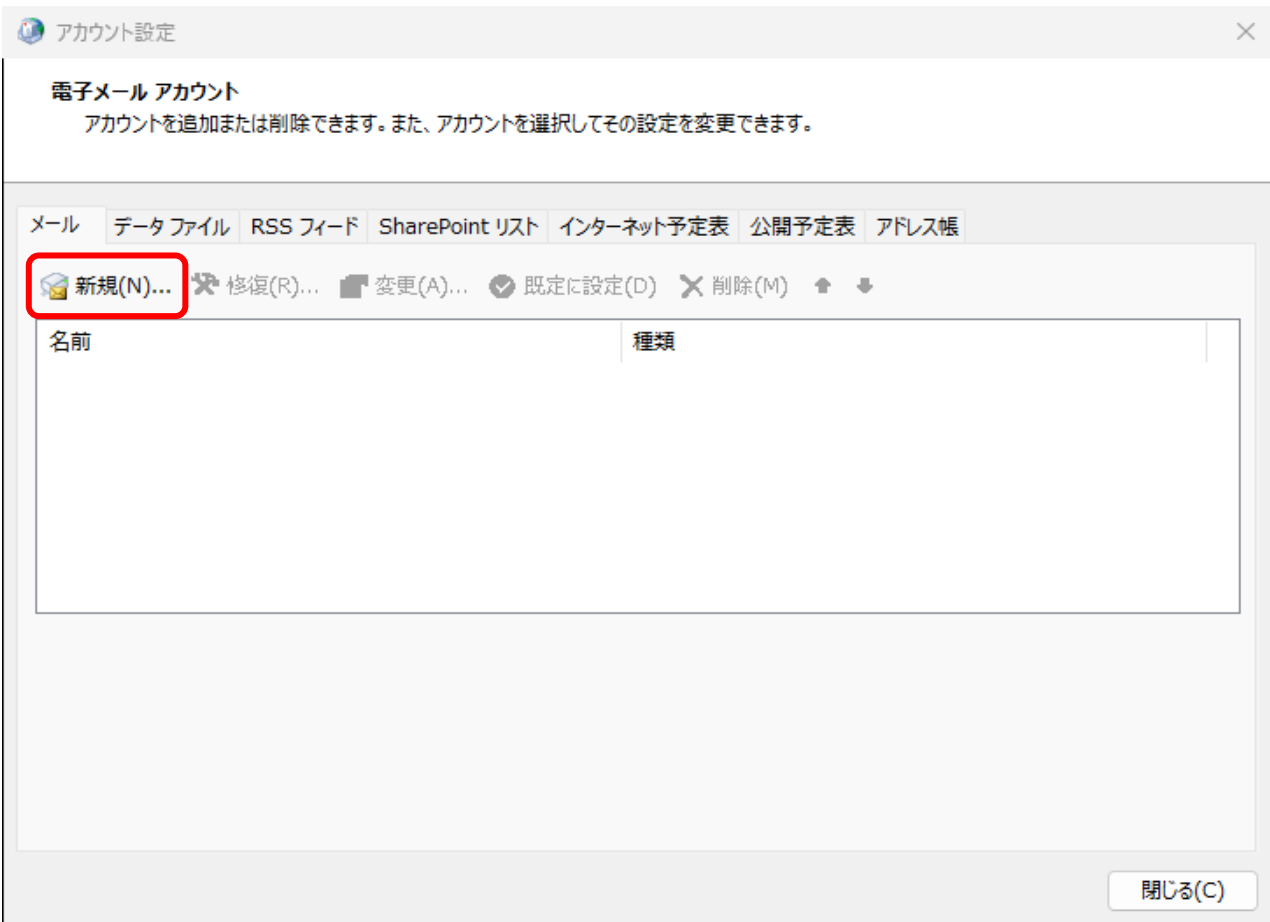 アカウント設定
電子メール アカウント
アカウントを追加または削除できます。また、アカウントを選択してその設定を変更できます。
メール データ ファイル RSS フィード SharePoint リスト インターネット予定表 公開予定表 アドレス帳
新規(N)... 修復(R)... 変更(A)... 既定に設定(D) 削除(M)
名前 種類
閉じる(C)